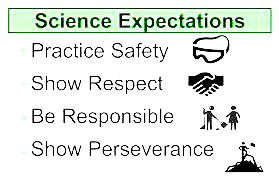 Science Expectations
- Practice Safety
- Show Respect
- Be Responsible
- Show Perseverance